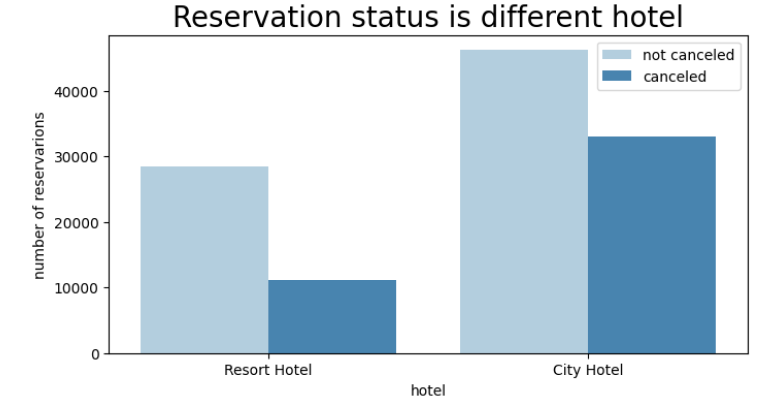 Reservation status is different hotel
not canceled
canceled
number of reservarions
40000
30000
20000
10000
0
Resort Hotel
City Hotel
hotel